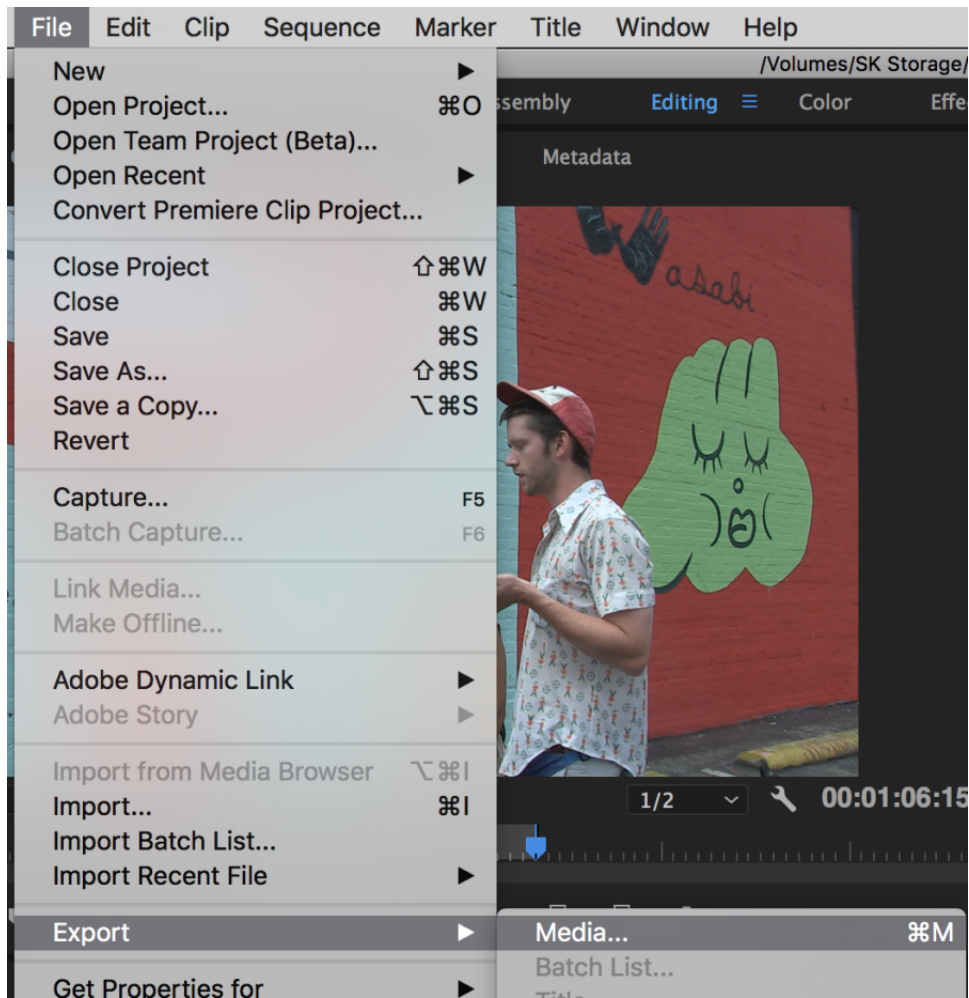 File Edit Clip Sequence Marker Title Window Help
/Volumes/SK Storage/
New
Open Project... ⌘O
Open Team Project (Beta)...
Open Recent
Convert Premiere Clip Project...
Close Project ⇧⌘W
Close ⌘W
Save ⌘S
Save As... ⇧⌘S
Save a Copy... ⌥⌘S
Revert
Capture... F5
Batch Capture... F6
Link Media...
Make Offline...
Adobe Dynamic Link
Adobe Story
Import from Media Browser ⌥⌘I
Import... ⌘I
Import Batch List...
Import Recent File
Export
Get Properties for
Media... ⌘M
Batch List...
Title
ssembly Editing Color Effe
Metadata
Wasabi
1/2 00:01:06:15